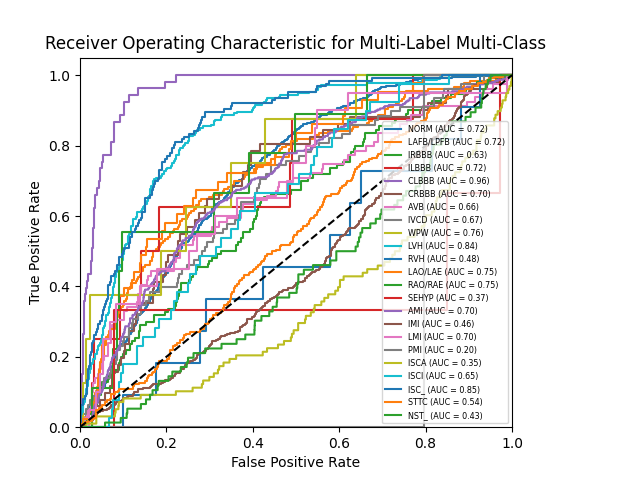 Receiver Operating Characteristic for Multi-Label Multi-Class
True Positive Rate
1.0
0.8
0.6
0.4
0.2
0.0
NORM (AUC = 0.72)
LAFB/LPFB (AUC = 0.72)
IRBBB (AUC = 0.63)
ILBBB (AUC = 0.72)
CLBBB (AUC = 0.96)
CRBBB (AUC = 0.70)
AVB (AUC = 0.66)
IVCD (AUC = 0.67)
WPW (AUC = 0.76)
LVH (AUC = 0.84)
RVH (AUC = 0.48)
LAO/LAE (AUC = 0.75)
RAO/RAE (AUC = 0.75)
SEHYP (AUC = 0.37)
AMI (AUC = 0.70)
IMI (AUC = 0.46)
LMI (AUC = 0.70)
PMI (AUC = 0.20)
ISCA (AUC = 0.35)
ISCI (AUC = 0.65)
ISC_ (AUC = 0.85)
STTC (AUC = 0.54)
NST_ (AUC = 0.43)
0.0 0.2 0.4 0.6 0.8 1.0
False Positive Rate